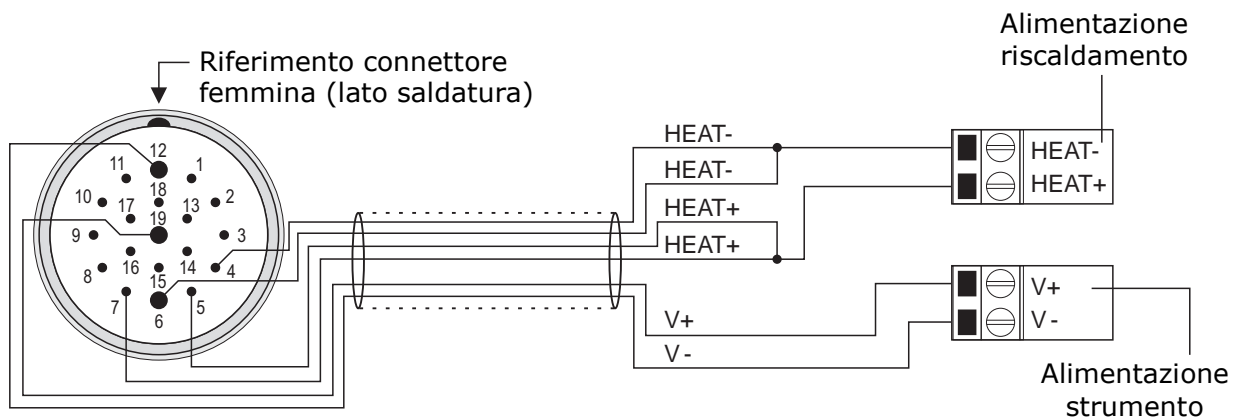 Alimentazione
riscaldamento
Riferimento connettore
femmina (lato saldatura)
HEAT-
HEAT-
HEAT+
HEAT+
HEAT-
HEAT+
12
11
1
10
18
2
17
13
19
9
3
16
14
8
15
4
7
5
6
V+
V-
V+
V-
Alimentazione
strumento